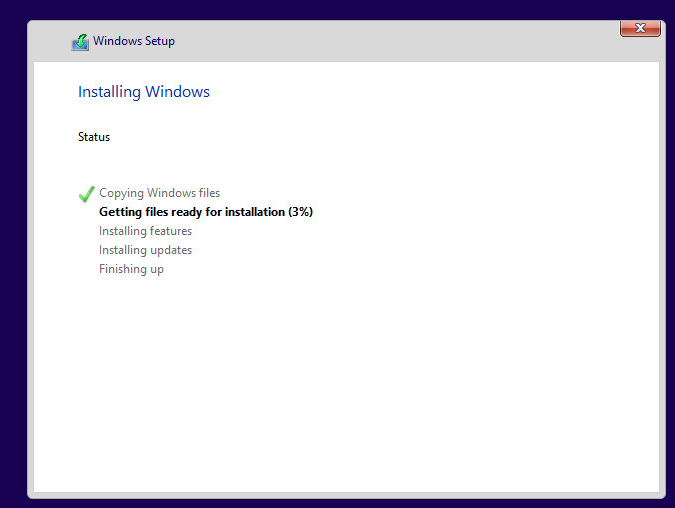 Windows Setup
Installing Windows
Status
Copying Windows files
Getting files ready for installation (3%)
Installing features
Installing updates
Finishing up